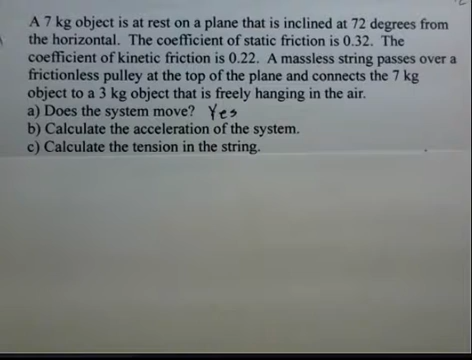 A 7 kg object is at rest on a plane that is inclined at 72 degrees from
the horizontal. The coefficient of static friction is 0.32. The
coefficient of kinetic friction is 0.22. A massless string passes over a
frictionless pulley at the top of the plane and connects the 7 kg
object to a 3 kg object that is freely hanging in the air.
a) Does the system move? Yes
b) Calculate the acceleration of the system.
c) Calculate the tension in the string.